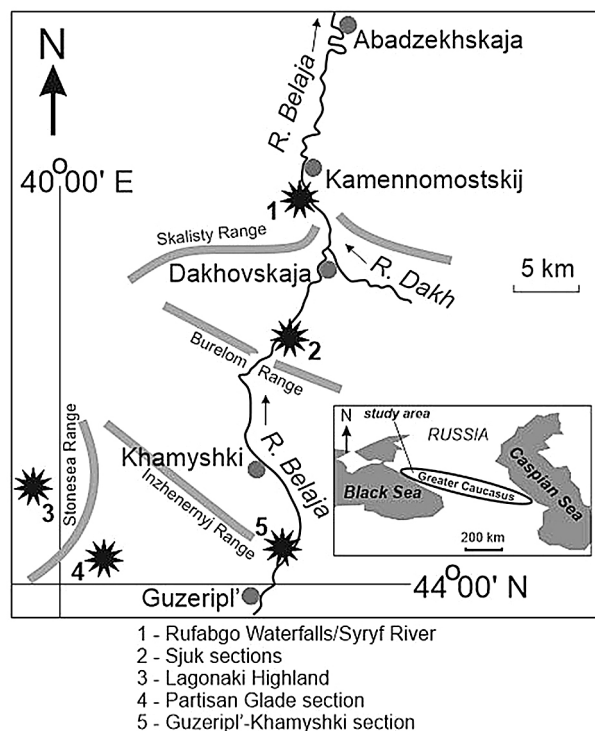 N
Abadzekhskaja
R. Belaja
40°00' E
Kamennomostskij
1
Skalisty Range
Dakhovskaja
R. Dakh
5 km
2
Burelom Range
N
study area
RUSSIA
Stonesea Range
Khamyshki
R. Belaja
Greater Caucasus
Caspian Sea
Black Sea
Inzhenernyj Range
3
5
200 km
4
Guzeripl'
44°00' N
1 - Rufabgo Waterfalls/Syryf River
2 - Sjuk sections
3 - Lagonaki Highland
4 - Partisan Glade section
5 - Guzeripl'-Khamyshki section